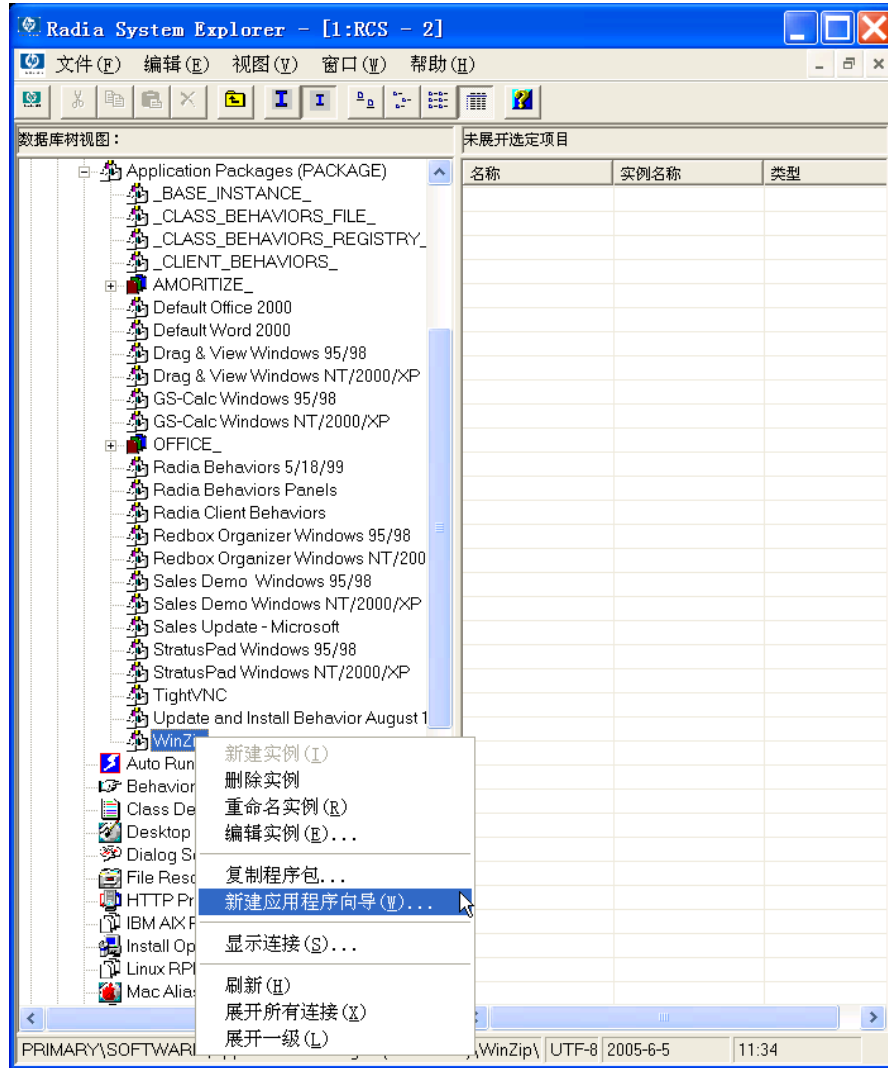 Radia System Explorer - [1:RCS - 2]
文件(F) 编辑(E) 视图(V) 窗口(W) 帮助(H)
数据库树视图: 未展开选定项目
名称 实例名称 类型
Application Packages (PACKAGE)
_BASE_INSTANCE_
_CLASS_BEHAVIORS_FILE_
_CLASS_BEHAVIORS_REGISTRY_
_CLIENT_BEHAVIORS_
AMORITIZE_
Default Office 2000
Default Word 2000
Drag & View Windows 95/98
Drag & View Windows NT/2000/XP
GS-Calc Windows 95/98
GS-Calc Windows NT/2000/XP
OFFICE_
Radia Behaviors 5/18/99
Radia Behaviors Panels
Radia Client Behaviors
Redbox Organizer Windows 95/98
Redbox Organizer Windows NT/200
Sales Demo Windows 95/98
Sales Demo Windows NT/2000/XP
Sales Update - Microsoft
StratusPad Windows 95/98
StratusPad Windows NT/2000/XP
TightVNC
Update and Install Behavior August 1
WinZi
Auto Run
Behavior
Class De
Desktop
Dialog S
File Reso
HTTP Pr
IBM AIX F
Install Op
Linux RP
Mac Alia
新建实例(I)
删除实例
重命名实例(R)
编辑实例(E)...
复制程序包...
新建应用程序向导(W)...
显示连接(S)...
刷新(H)
展开所有连接(X)
展开一级(L)
PRIMARY\SOFTWAR \WinZip\ UTF-8 2005-6-5 11:34